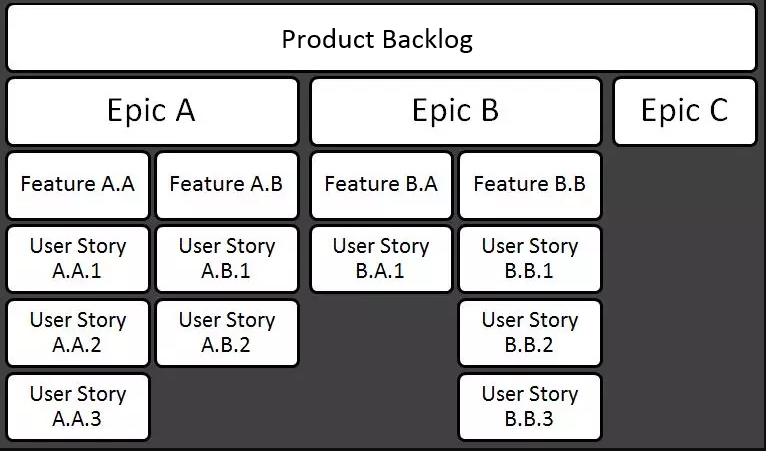 Product Backlog
Epic A
Epic B
Epic C
Feature A.A
Feature A.B
Feature B.A
Feature B.B
User Story
A.A.1
User Story
A.B.1
User Story
B.A.1
User Story
B.B.1
User Story
A.A.2
User Story
A.B.2
User Story
B.B.2
User Story
A.A.3
User Story
B.B.3